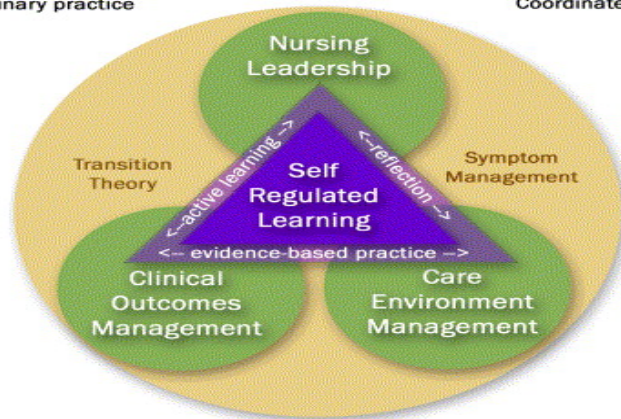 practice
Coordinate
Nursing
Leadership
<--active learning-->
<--reflection-->
Transition
Theory
Symptom
Management
Self
Regulated
Learning
<-- evidence-based practice -->
Clinical
Outcomes
Management
Care
Environment
Management